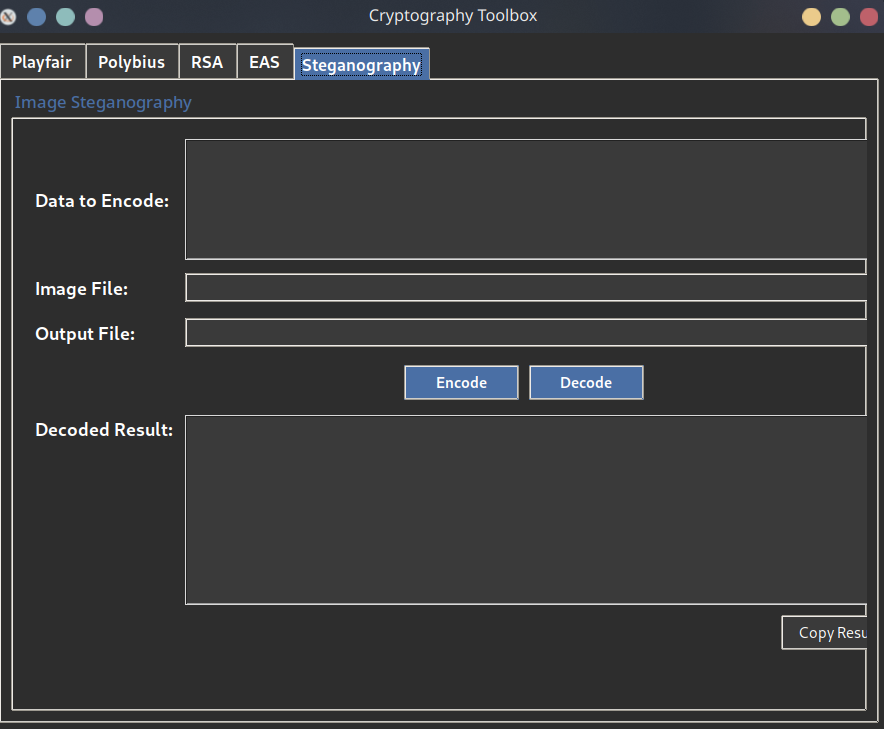 Cryptography Toolbox
Playfair Polybius RSA EAS Steganography
Image Steganography
Data to Encode:
Image File:
Output File:
Encode Decode
Decoded Result:
Copy Resu